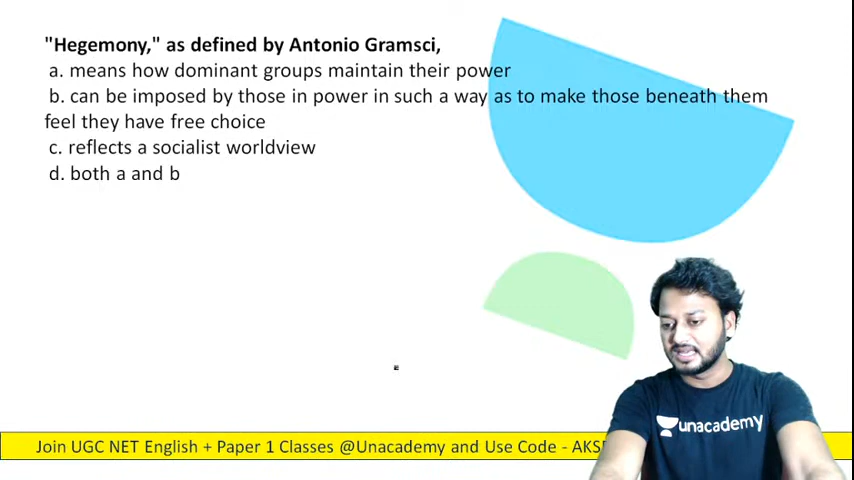 "Hegemony," as defined by Antonio Gramsci,
a. means how dominant groups maintain their power
b. can be imposed by those in power in such a way as to make those beneath them
feel they have free choice
c. reflects a socialist worldview
d. both a and b
unacademy
Join UGC NET English + Paper 1 Classes @Unacademy and Use Code -